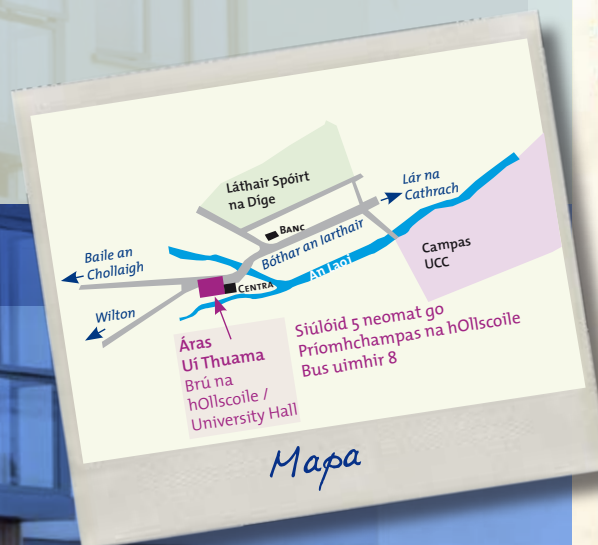 Láthair Spóirt
na Díge
Lár na
Cathrach
BANC
Bóthar an Iarthair
Baile an
Chollaigh
An Laoi
Campas
UCC
CENTRA
Wilton
Áras
Uí Thuama
Brú na
hOllscoile /
University Hall
Siúlóid 5 neomat go
Príomhchampas na hOllscoile
Bus uimhir 8
Mapa